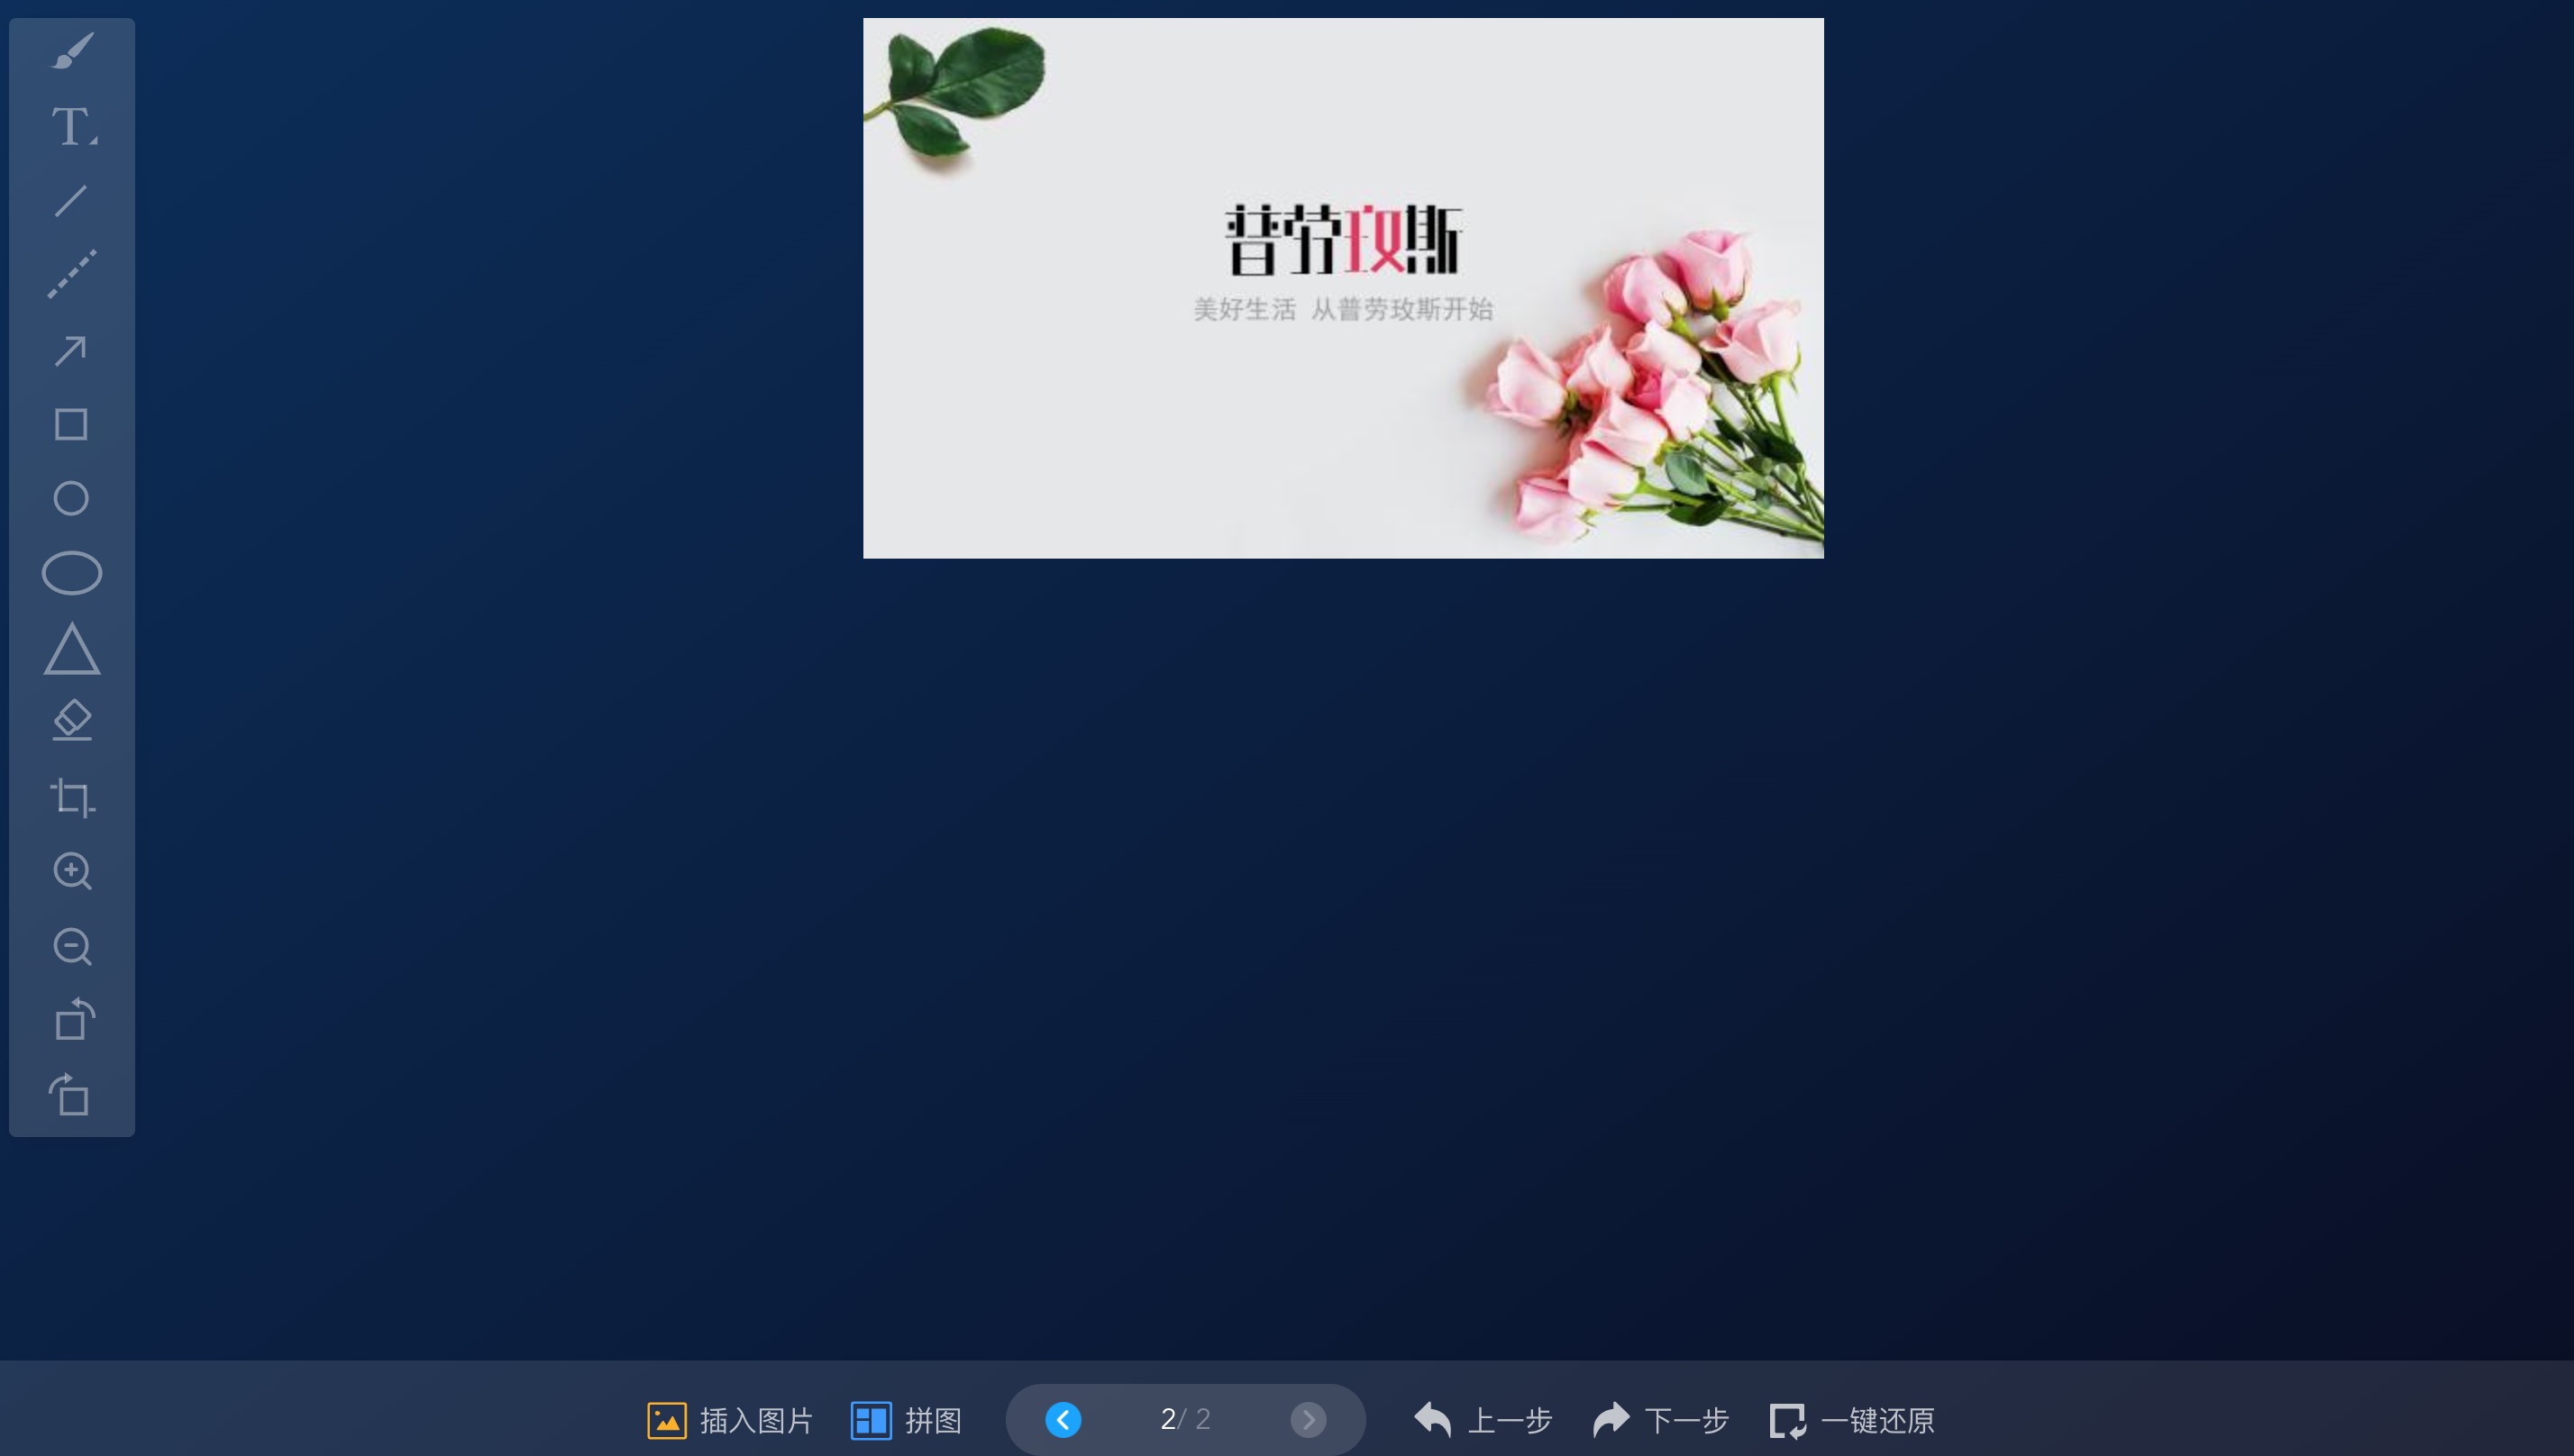 普劳玫斯
美好生活 从普劳玫斯开始
插入图片
拼图
2/ 2
上一步
下一步
一键还原